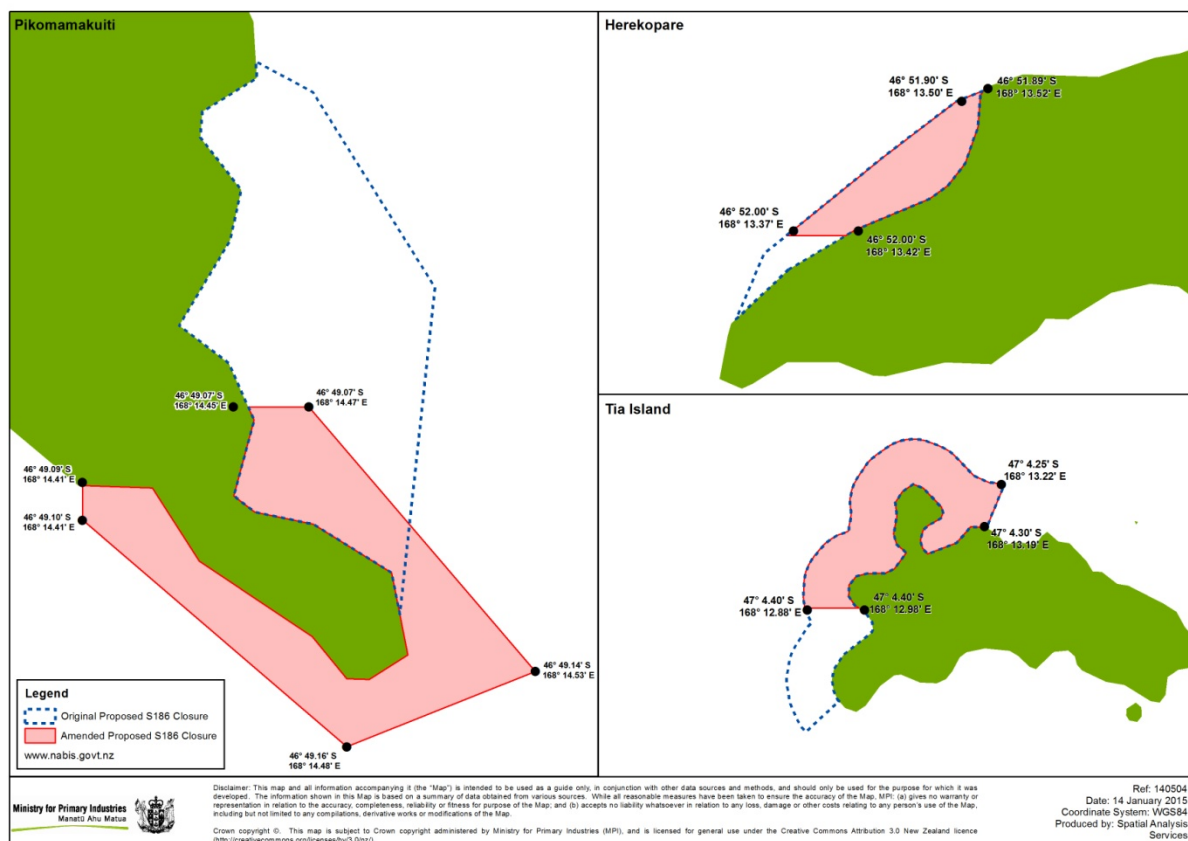 Pikomamakuiti
46° 49.07' S
168° 14.45' E
46° 49.07' S
168° 14.47' E
46° 49.09' S
168° 14.41' E
46° 49.10' S
168° 14.41' E
46° 49.14' S
168° 14.53' E
46° 49.16' S
168° 14.48' E
Legend
Original Proposed S186 Closure
Amended Proposed S186 Closure
www.nabis.govt.nz
Herekopare
46° 51.90' S
168° 13.50' E
46° 51.89' S
168° 13.52' E
46° 52.00' S
168° 13.37' E
46° 52.00' S
168° 13.42' E
Tia Island
47° 4.25' S
168° 13.22' E
47° 4.30' S
168° 13.19' E
47° 4.40' S
168° 12.88' E
47° 4.40' S
168° 12.98' E
Ministry for Primary Industries
Manatū Ahu Matua
Disclaimer: This map and all information accompanying it (the "Map") is intended to be used as a guide only, in conjunction with other data sources and methods, and should only be used for the purpose for which it was
developed. The information shown in this Map is based on a summary of data obtained from various sources. While all reasonable measures have been taken to ensure the accuracy of the Map, MPI: (a) gives no warranty or
representation in relation to the accuracy, completeness, reliability or fitness for purpose of the Map; and (b) accepts no liability whatsoever in relation to any loss, damage or other costs relating to any person's use of the Map,
including but not limited to any compilations, derivative works or modifications of the Map.
Crown copyright ©. This map is subject to Crown copyright administered by Ministry for Primary Industries (MPI), and is licensed for general use under the Creative Commons Attribution 3.0 New Zealand licence
(http://creativecommons.org/licenses/by/3.0/nz/).
Ref: 140504
Date: 14 January 2015
Coordinate System: WGS84
Produced by: Spatial Analysis
Services